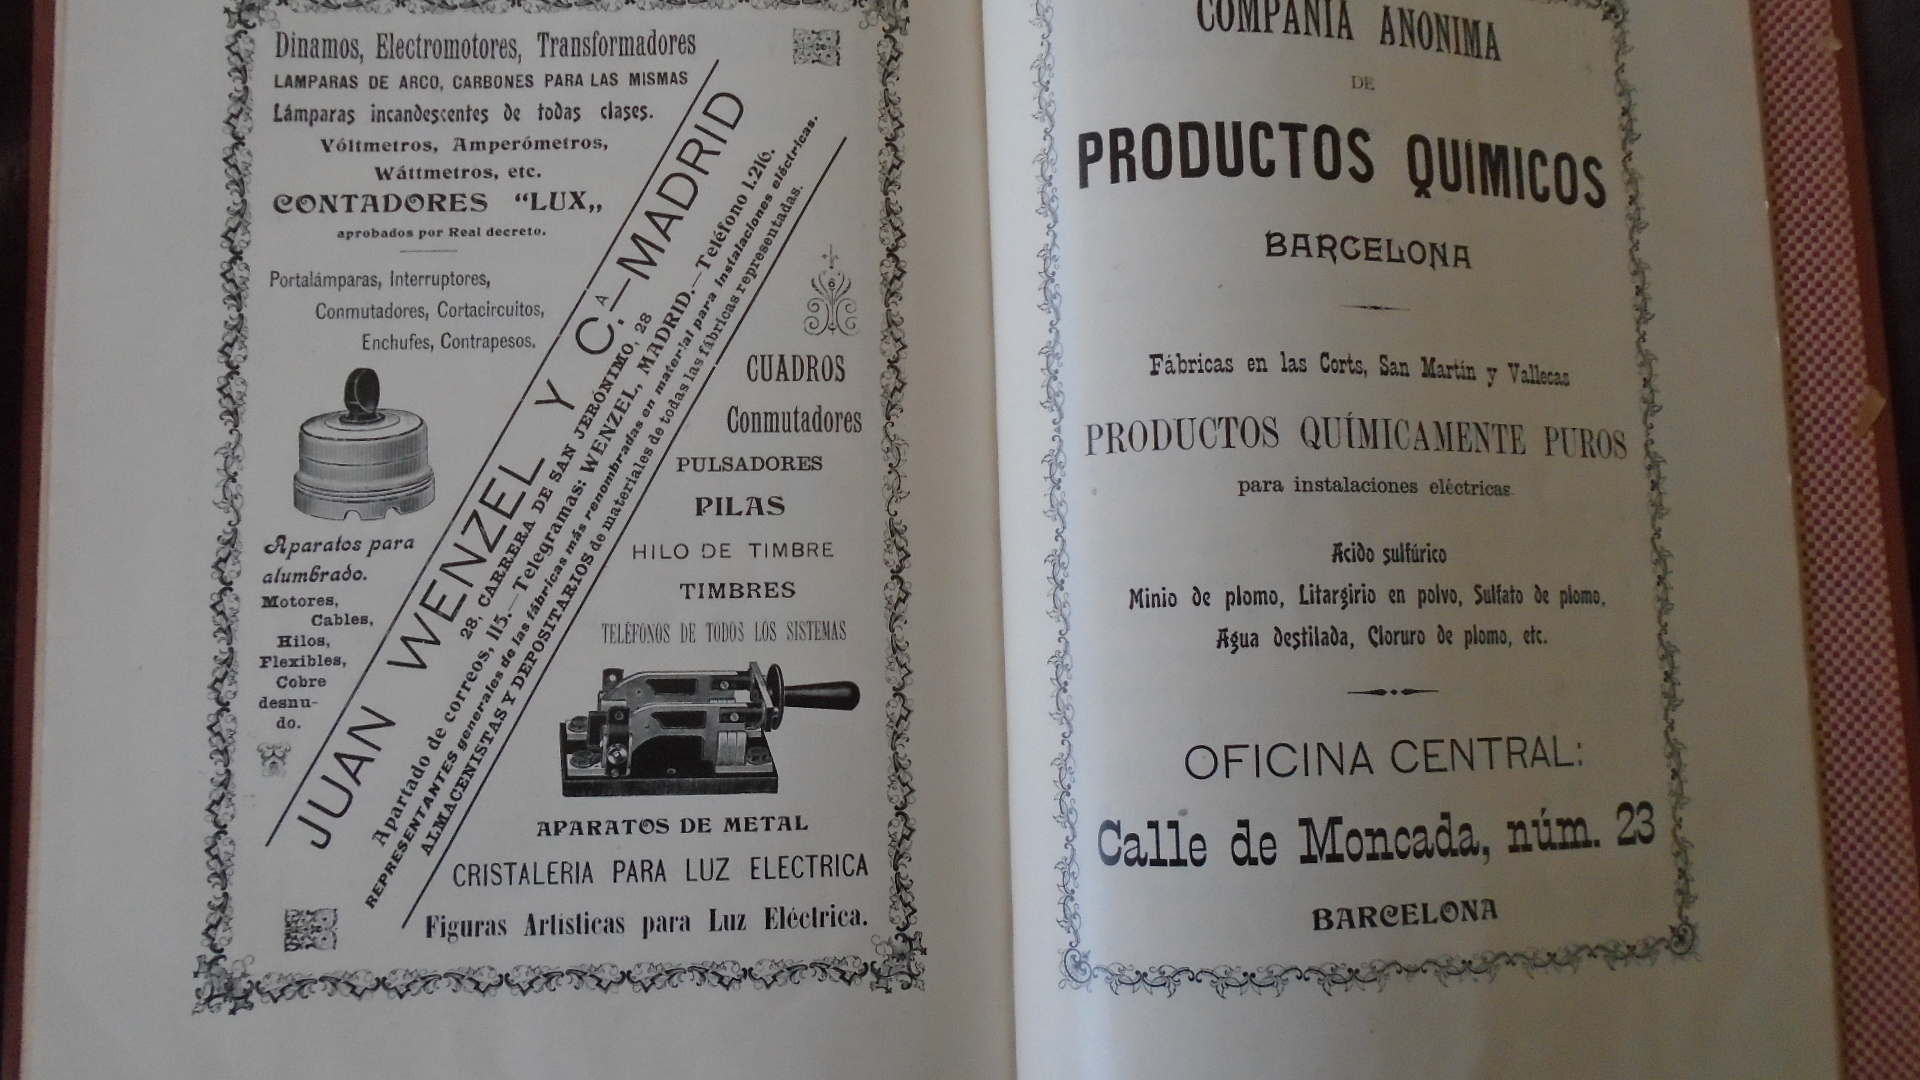 Dinamos, Electromotores, Transformadores
LAMPARAS DE ARCO, CARBONES PARA LAS MISMAS
Lámparas incandescentes de todas clases.
Vóltmetros, Amperómetros,
Wáttmetros, etc.
CONTADORES “LUX„
aprobados por Real decreto.
Portalámparas, Interruptores,
Conmutadores, Cortacircuitos,
Enchufes, Contrapesos.
Aparatos para
alumbrado.
Motores,
Cables,
Hilos,
Flexibles,
Cobre
desnu-
do.
JUAN WENZEL Y C.A—MADRID
28, CARRERA DE SAN JERÓNIMO, 28
Apartado de correos, 115.—Telegramas: WENZEL, MADRID.—Teléfono 1.216.
REPRESENTANTES generales de las fábricas más renombradas en material para instalaciones eléctricas.
ALMACENISTAS Y DEPOSITARIOS de materiales de todas las fábricas representadas.
CUADROS
Conmutadores
PULSADORES
PILAS
HILO DE TIMBRE
TIMBRES
TELÉFONOS DE TODOS LOS SISTEMAS
APARATOS DE METAL
CRISTALERIA PARA LUZ ELECTRICA
Figuras Artísticas para Luz Eléctrica.
COMPAÑIA ANONIMA
DE
PRODUCTOS QUÍMICOS
BARCELONA
Fábricas en las Corts, San Martín y Vallecas
PRODUCTOS QUÍMICAMENTE PUROS
para instalaciones eléctricas.
Acido sulfúrico
Minio de plomo, Litargirio en polvo, Sulfato de plomo,
Agua destilada, Cloruro de plomo, etc.
OFICINA CENTRAL:
Calle de Moncada, núm. 23
BARCELONA